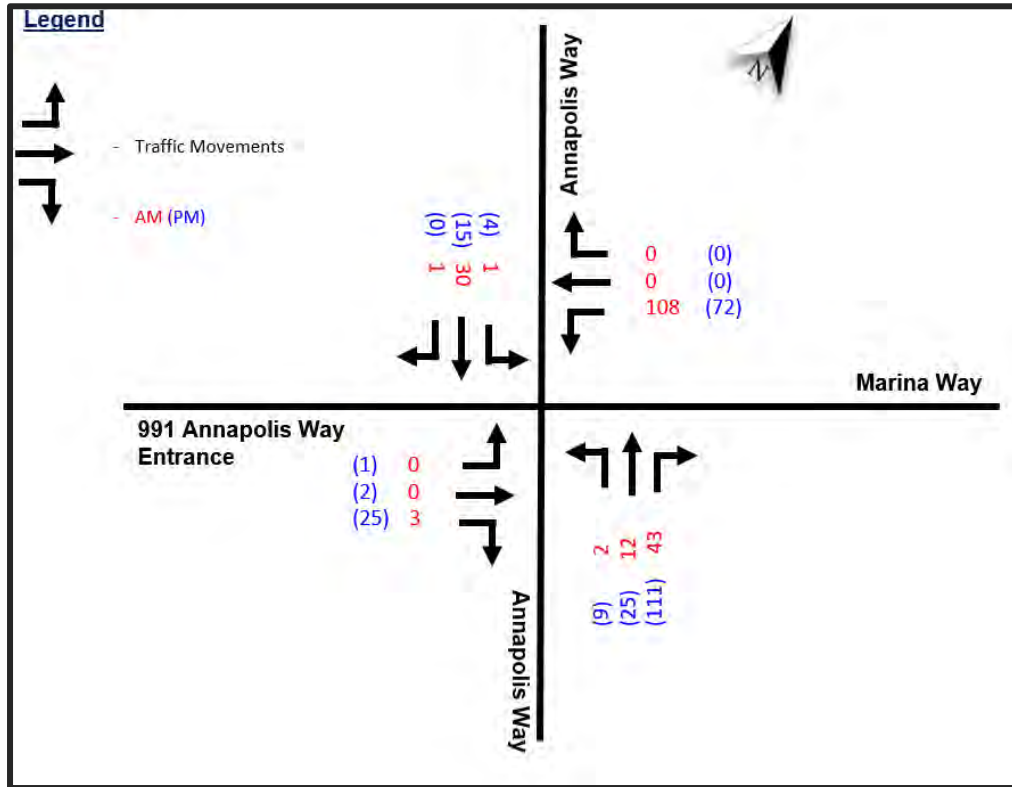 Legend
- Traffic Movements
- AM (PM)
N
Annapolis Way
(0) (15) (4)
1 30 1
0 (0)
0 (0)
108 (72)
Marina Way
991 Annapolis Way
Entrance
(1) 0
(2) 0
(25) 3
2 12 43
(9) (25) (111)
Annapolis Way